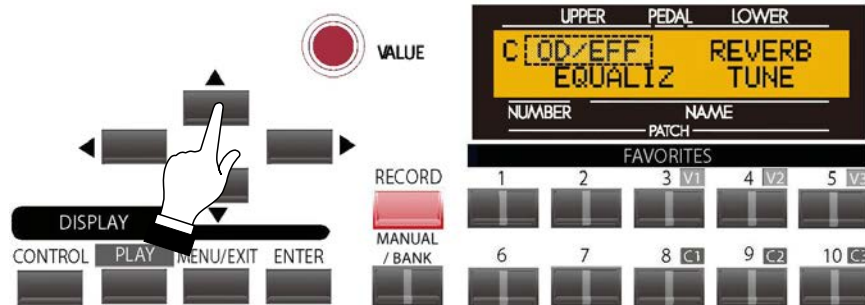 UPPER PEDAL LOWER
VALUE
C OD/EFF REVERB
EQUALIZ TUNE
NUMBER NAME
PATCH
FAVORITES
RECORD 1 2 3 V1 4 V2 5 V3
DISPLAY
MANUAL
CONTROL PLAY MENU/EXIT ENTER / BANK 6 7 8 C1 9 C2 10 C3